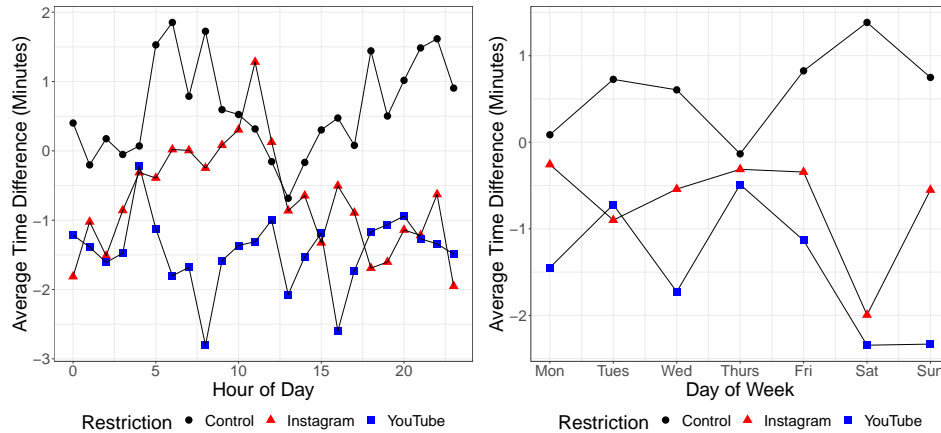 Average Time Difference (Minutes)
2
1
0
−1
−2
−3
0 5 10 15 20
Hour of Day
Restriction Control Instagram YouTube
Average Time Difference (Minutes)
1
0
−1
−2
Mon Tues Wed Thurs Fri Sat Sun
Day of Week
Restriction Control Instagram YouTube